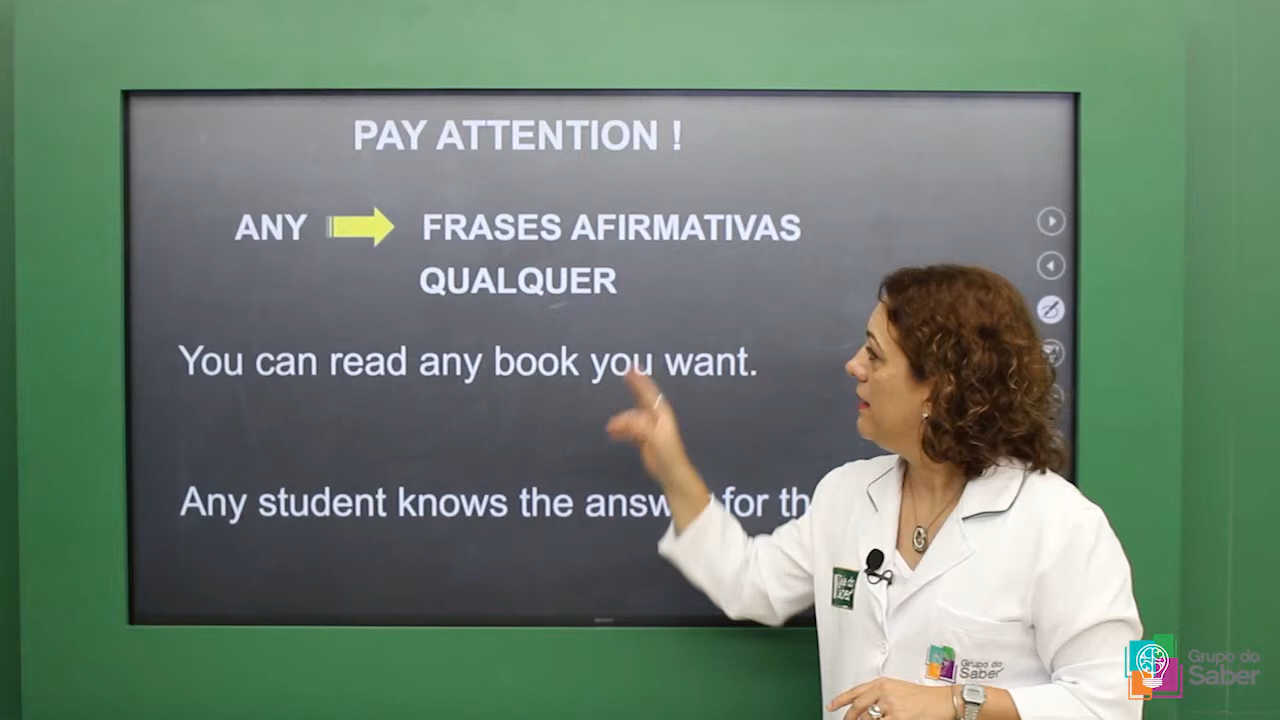 PAY ATTENTION !
ANY FRASES AFIRMATIVAS
QUALQUER
You can read any book you want.
Any student knows the for
Grupo do
Saber
Grupo do
Saber